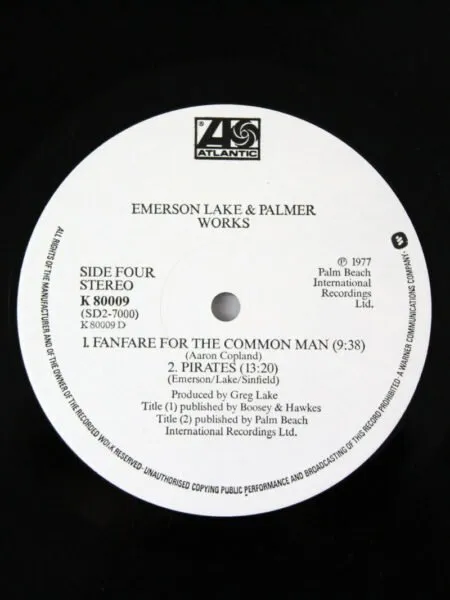 ®
ATLANTIC
EMERSON LAKE & PALMER
WORKS
SIDE FOUR
STEREO
K 80009
(SD2-7000)
K 80009 D
℗ 1977
Palm Beach
International
Recordings
Ltd.
1. FANFARE FOR THE COMMON MAN (9:38)
(Aaron Copland)
2. PIRATES (13:20)
(Emerson/Lake/Sinfield)
Produced by Greg Lake
Title (1) published by Boosey & Hawkes
Title (2) published by Palm Beach
International Recordings Ltd.
ALL RIGHTS OF THE MANUFACTURER AND OF THE OWNER OF THE RECORDED WORK RESERVED-UNAUTHORISED COPYING PUBLIC PERFORMANCE AND BROADCASTING OF THIS RECORD PROHIBITED·A WARNER COMMUNICATIONS COMPANY·